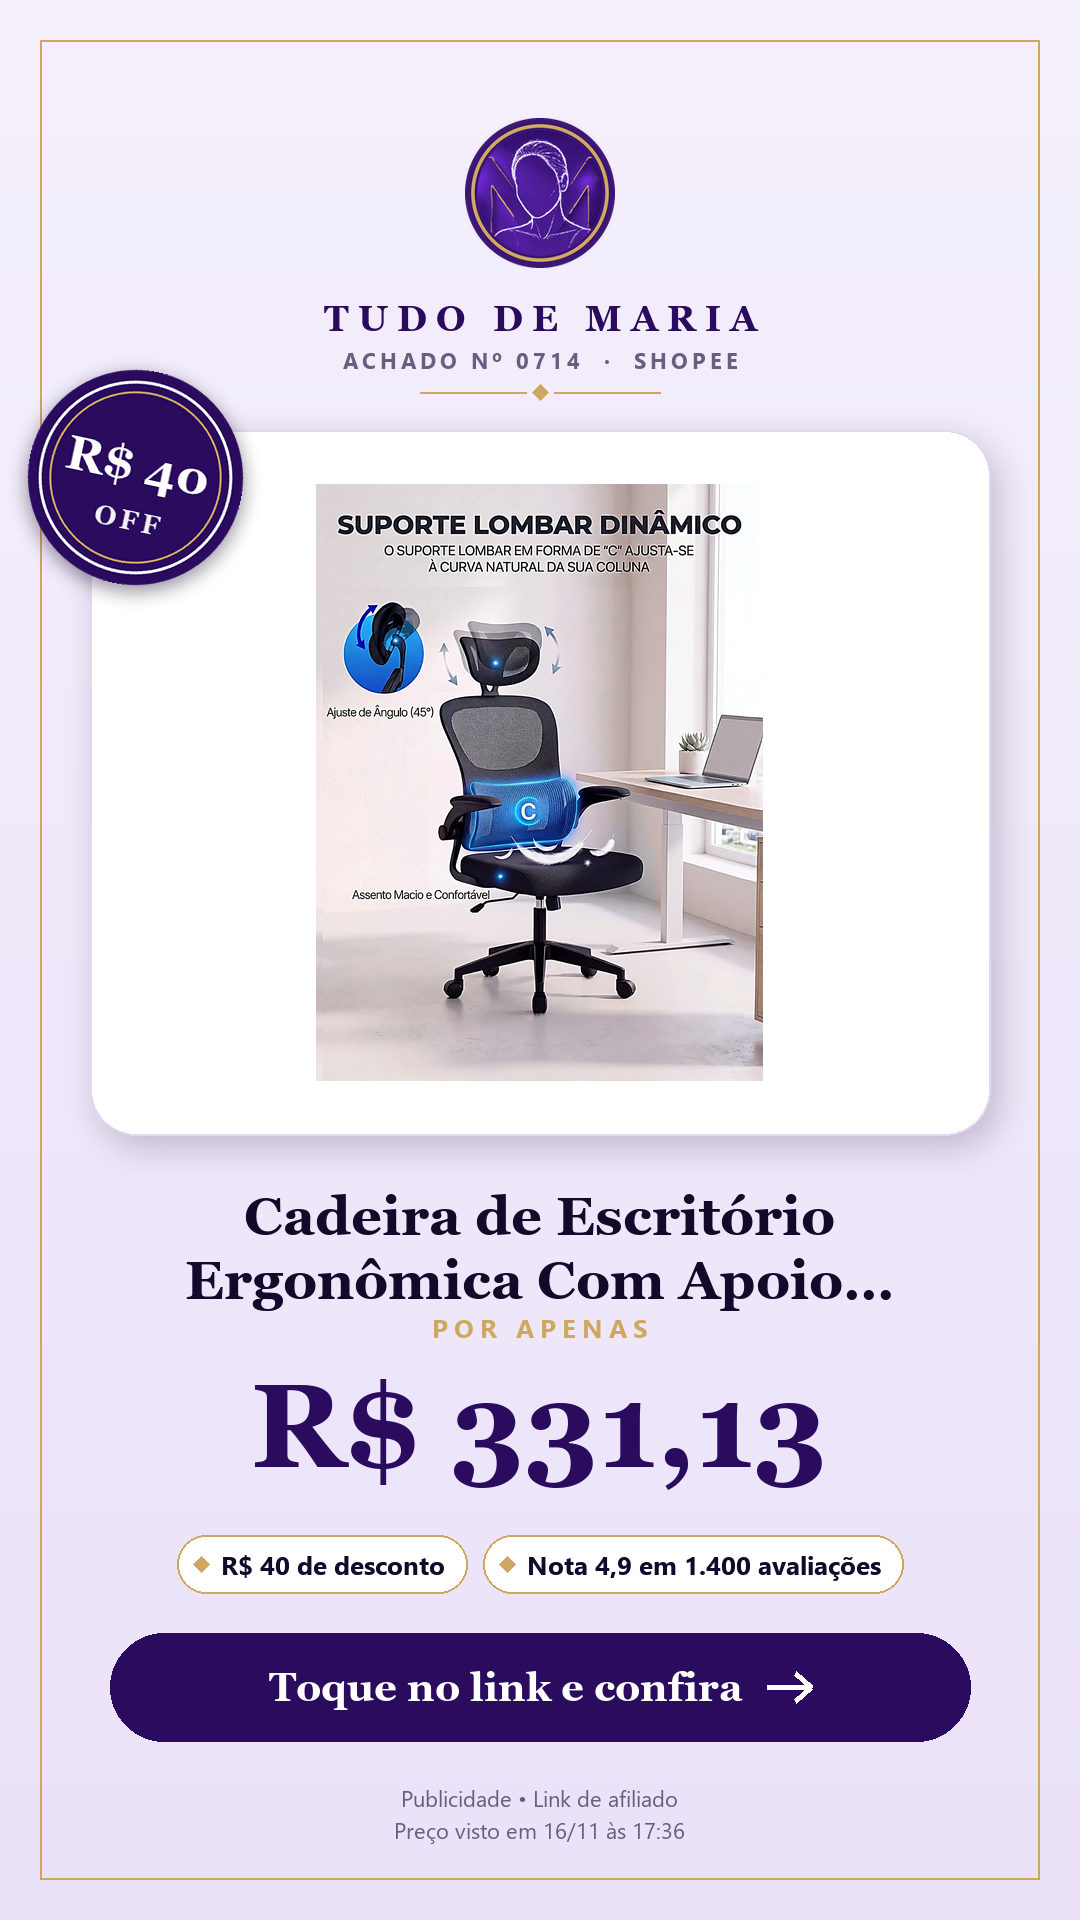 TUDO DE MARIA
ACHADO Nº 0714 · SHOPEE
R$ 40
OFF
SUPORTE LOMBAR DINÂMICO
O SUPORTE LOMBAR EM FORMA DE "C" AJUSTA-SE
À CURVA NATURAL DA SUA COLUNA
Ajuste de Ângulo (45°)
C
Assento Macio e Confortável
Cadeira de Escritório
Ergonômica Com Apoio...
POR APENAS
R$ 331,13
R$ 40 de desconto
Nota 4,9 em 1.400 avaliações
Toque no link e confira →
Publicidade • Link de afiliado
Preço visto em 16/11 às 17:36